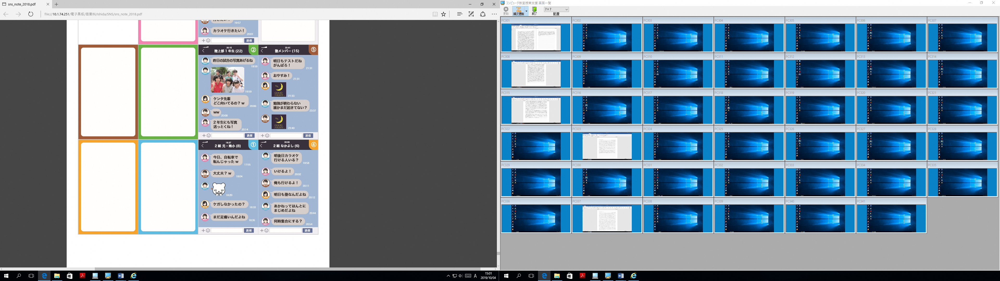 sns_note_2018.pdf
file://10.1.74.251/電子黒板/商業科/Ishida/SNS/sns_note_2018.pdf
19:57
カラオケ行きたい！
20:01
送信
20:15
陸上部１年生 (22)
②
昨日の試合の写真あげるね
19:59
19:59
ケンタ先輩
どこ向いてるの？ｗ
20:06
ww
20:08
２年生にも写真
送っとくね！
20:14
送信
23:41
塾メンバー (15)
⑤
明日もテストだね
がんばろ！
21:31
おやすみ！
21:31
GOOD
NIGHT...
21:33
勉強が終わらない
誰かまだ起きてない？
23:37
GOOD
NIGHT...
23:40
送信
18:37
２組 元・南小 (8)
①
今日、自転車で
転んじゃったｗ
17:55
大丈夫？ｗ
18:04
18:20
ケガしなかったの？
18:33
まだ足痛いんだよね
18:35
送信
20:55
２組 なかよし (6)
④
明後日カラオケ
行ける人いる？
19:58
いけるよ！
20:02
俺も行けるよ！
20:11
明日も塾なんだよね
20:12
あかねってほんとに
まじめだよね
20:44
何時集合にする？
20:54
送信
A
15:01
2019/10/04
コンピュータ教室授業支援 画面一覧
更新
順次更新
終了
7×7
配置
PC301
PC302
PC303
PC304
PC305
PC306
PC307
PC308
PC309
PC310
PC311
PC312
PC313
PC314
PC315
PC316
PC317
PC318
PC319
PC320
PC321
PC322
PC323
PC324
PC325
PC326
PC327
PC328
PC329
PC330
PC331
PC332
PC333
PC334
PC335
PC336
PC337
PC338
PC339
PC340
PC341